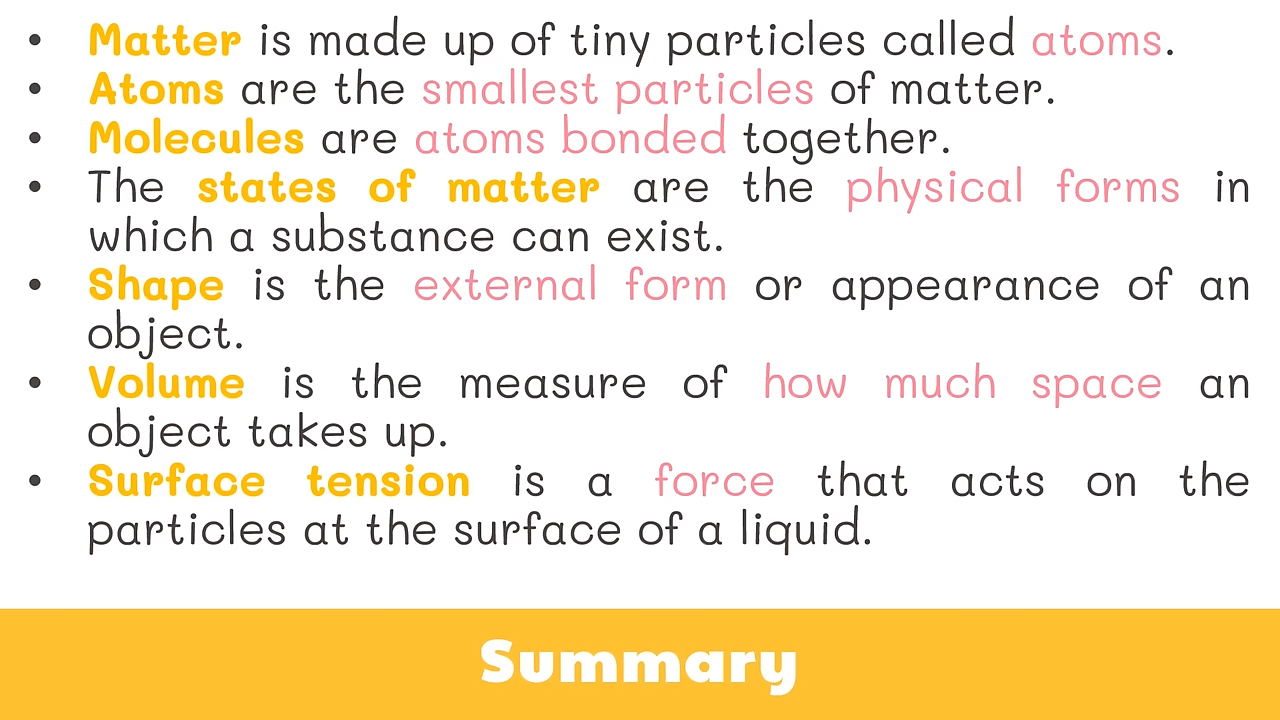 • Matter is made up of tiny particles called atoms.
• Atoms are the smallest particles of matter.
• Molecules are atoms bonded together.
• The states of matter are the physical forms in
which a substance can exist.
• Shape is the external form or appearance of an
object.
• Volume is the measure of how much space an
object takes up.
• Surface tension is a force that acts on the
particles at the surface of a liquid.
Summary